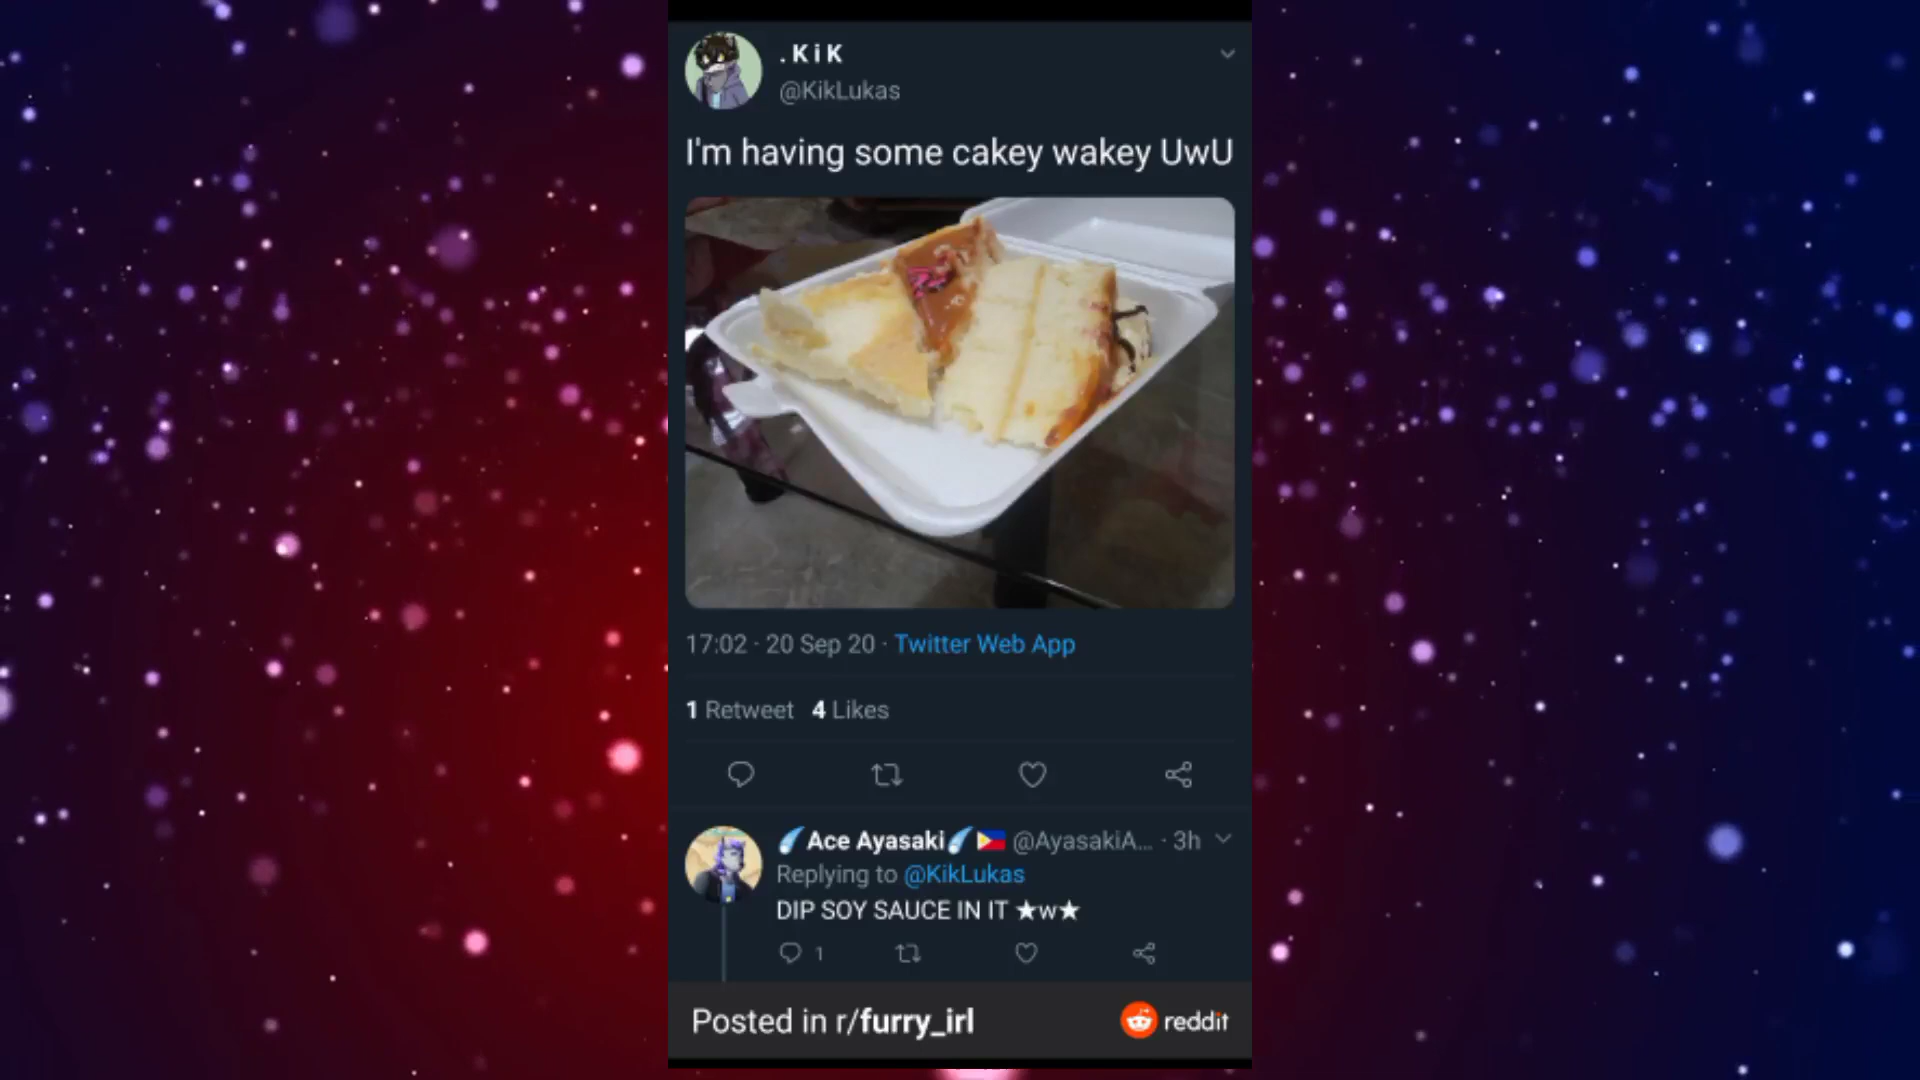 . K i K
@KikLukas
I'm having some cakey wakey UwU
17:02 · 20 Sep 20 · Twitter Web App
1 Retweet 4 Likes
Ace Ayasaki @AyasakiA... · 3h
Replying to @KikLukas
DIP SOY SAUCE IN IT ★w★
1
Posted in r/furry_irl reddit